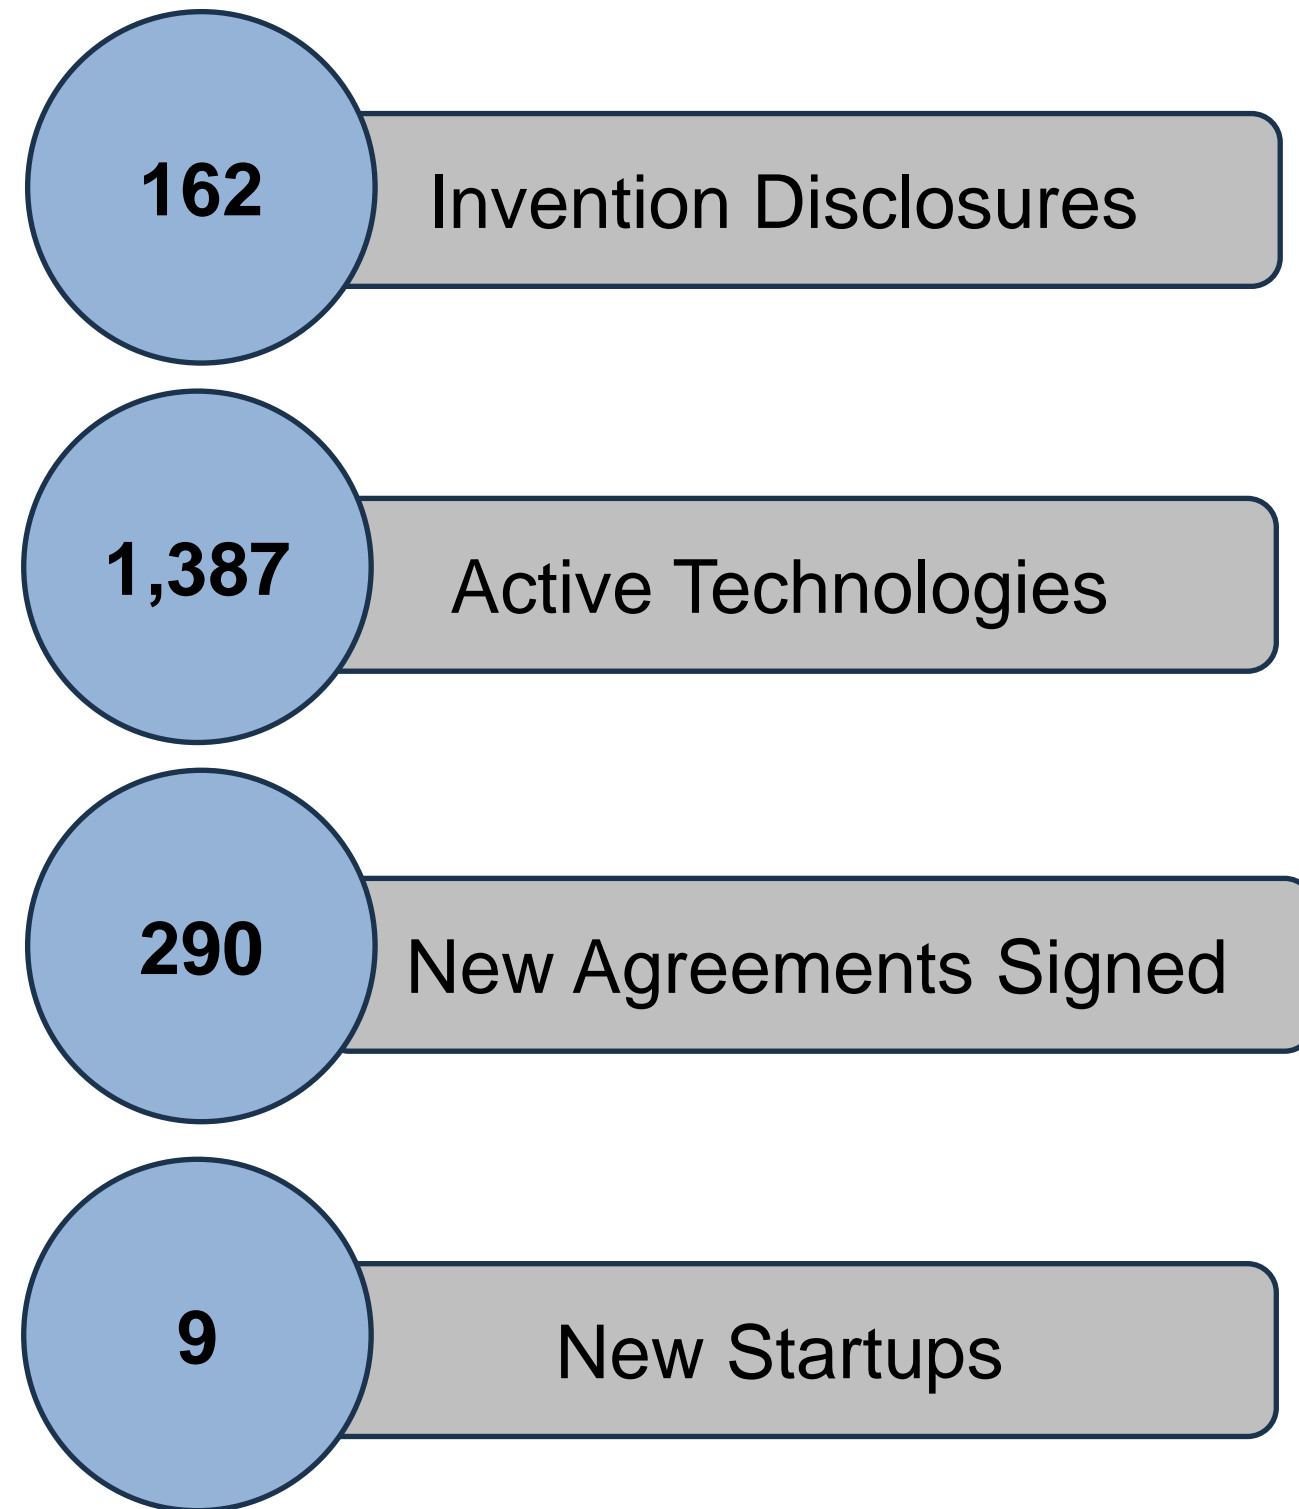 162
Invention Disclosures
1,387
Active Technologies
290
New Agreements Signed
9
New Startups